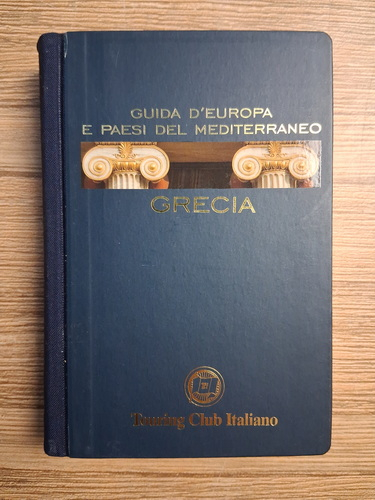 GUIDA D'EUROPA
E PAESI DEL MEDITERRANEO
GRECIA
Touring Club Italiano